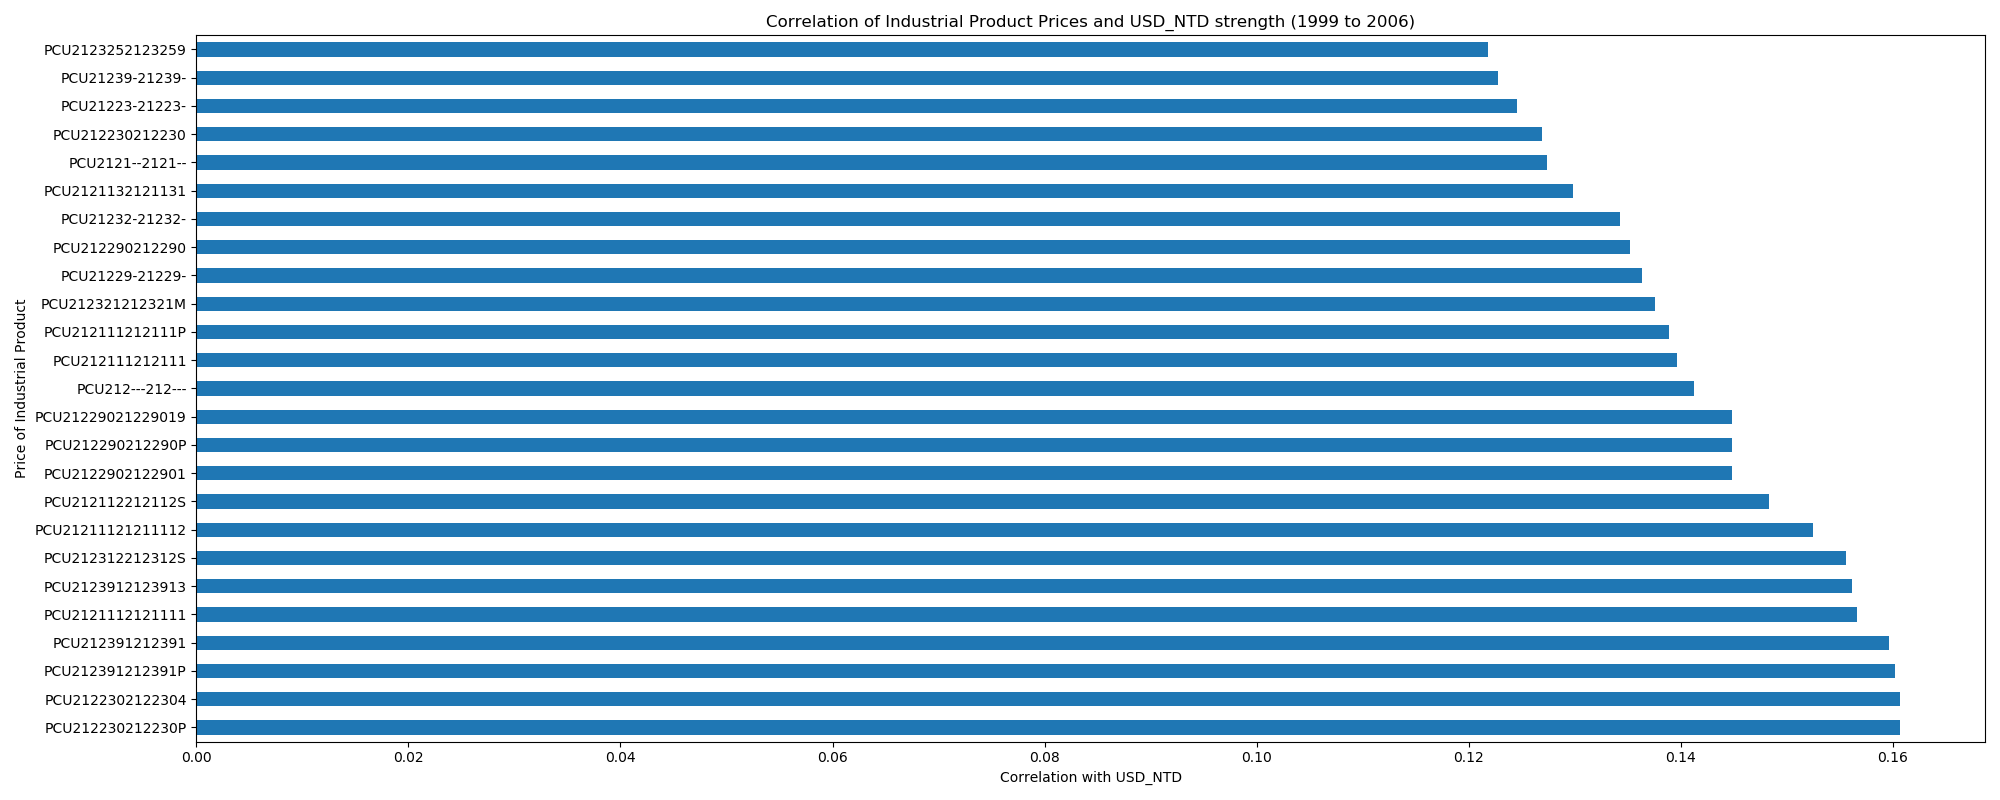 Correlation of Industrial Product Prices and USD_NTD strength (1999 to 2006)
Price of Industrial Product
PCU2123252123259
PCU21239-21239-
PCU21223-21223-
PCU212230212230
PCU2121--2121--
PCU2121132121131
PCU21232-21232-
PCU212290212290
PCU21229-21229-
PCU212321212321M
PCU212111212111P
PCU212111212111
PCU212---212---
PCU21229021229019
PCU212290212290P
PCU2122902122901
PCU212112212112S
PCU21211121211112
PCU212312212312S
PCU2123912123913
PCU2121112121111
PCU212391212391
PCU212391212391P
PCU2122302122304
PCU212230212230P
0.00 0.02 0.04 0.06 0.08 0.10 0.12 0.14 0.16
Correlation with USD_NTD